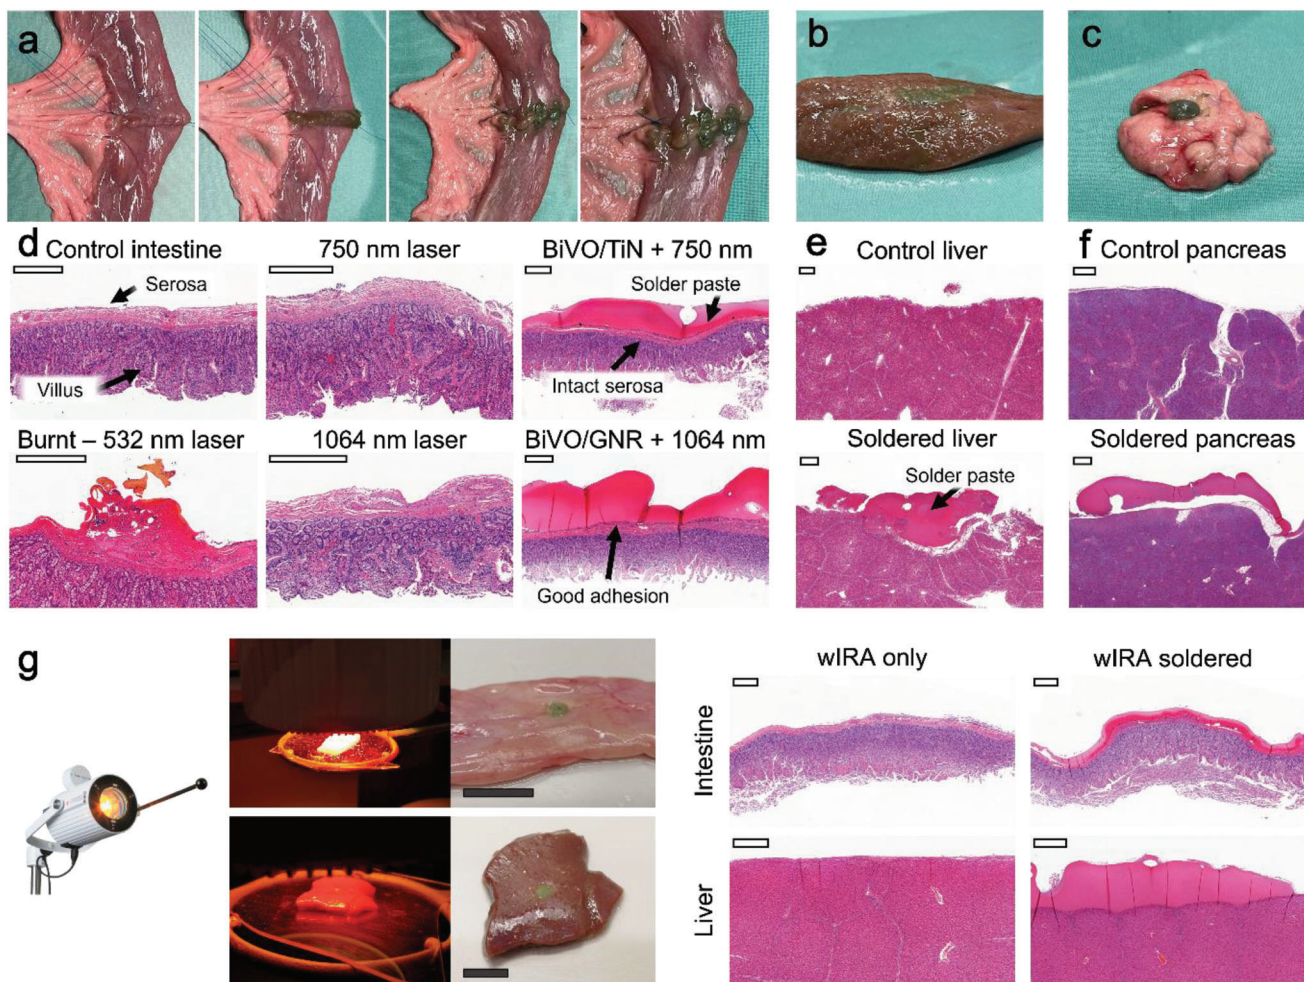 a
b
c
d
Control intestine
750 nm laser
BiVO/TiN + 750 nm
Serosa
Villus
Solder paste
Intact serosa
Burnt – 532 nm laser
1064 nm laser
BiVO/GNR + 1064 nm
Good adhesion
e
Control liver
Soldered liver
Solder paste
f
Control pancreas
Soldered pancreas
g
wIRA only
wIRA soldered
Intestine
Liver